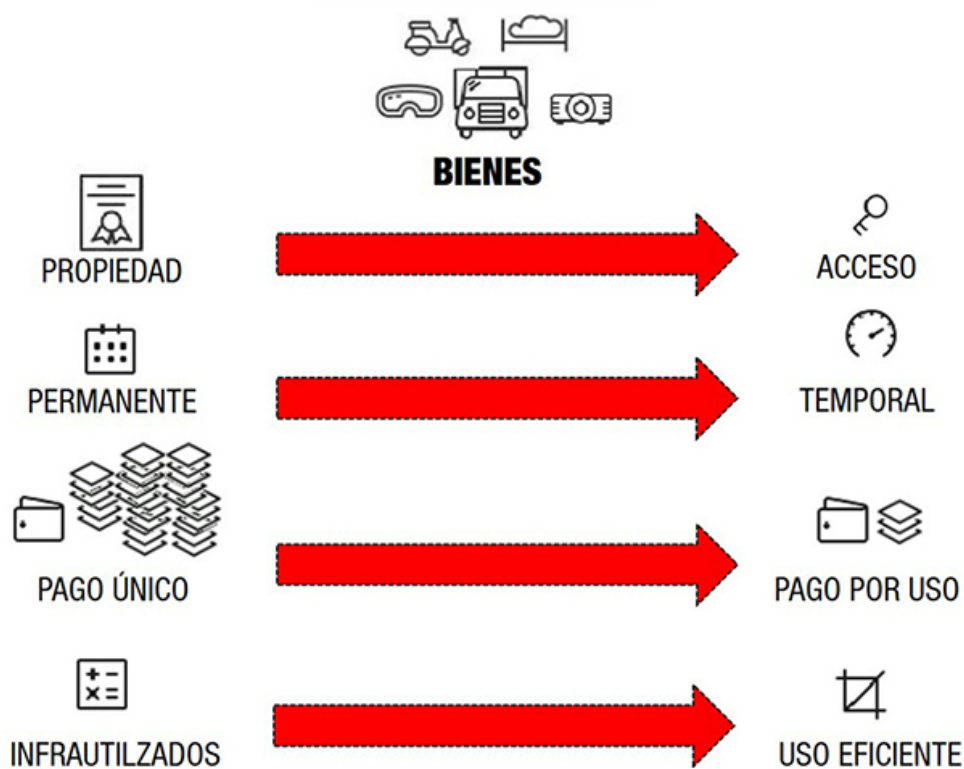 BIENES
PROPIEDAD
ACCESO
PERMANENTE
TEMPORAL
PAGO ÚNICO
PAGO POR USO
INFRAUTILZADOS
USO EFICIENTE